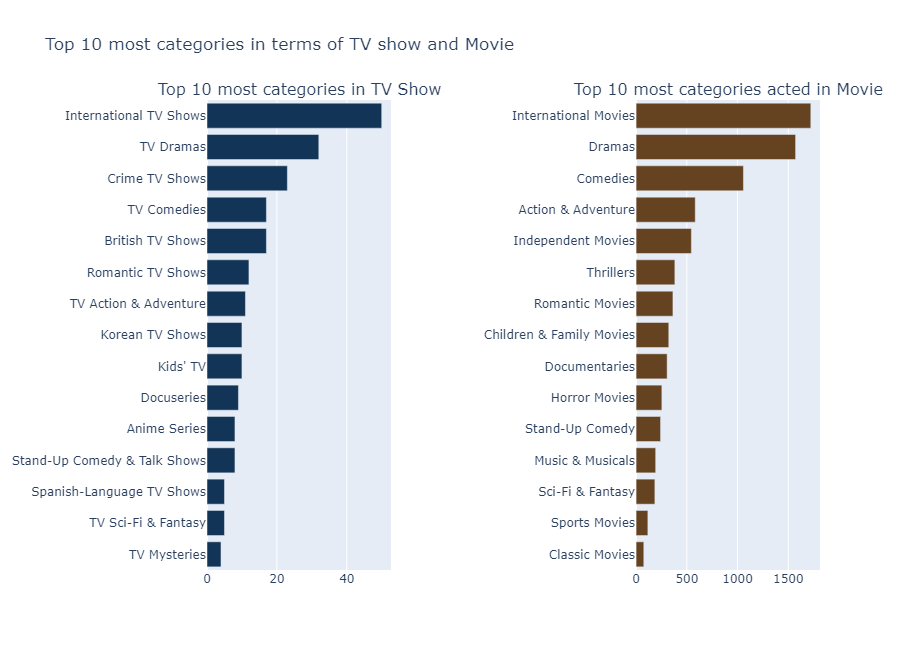 Top 10 most categories in terms of TV show and Movie
Top 10 most categories in TV Show
International TV Shows
TV Dramas
Crime TV Shows
TV Comedies
British TV Shows
Romantic TV Shows
TV Action & Adventure
Korean TV Shows
Kids' TV
Docuseries
Anime Series
Stand-Up Comedy & Talk Shows
Spanish-Language TV Shows
TV Sci-Fi & Fantasy
TV Mysteries
0 20 40
Top 10 most categories acted in Movie
International Movies
Dramas
Comedies
Action & Adventure
Independent Movies
Thrillers
Romantic Movies
Children & Family Movies
Documentaries
Horror Movies
Stand-Up Comedy
Music & Musicals
Sci-Fi & Fantasy
Sports Movies
Classic Movies
0 500 1000 1500